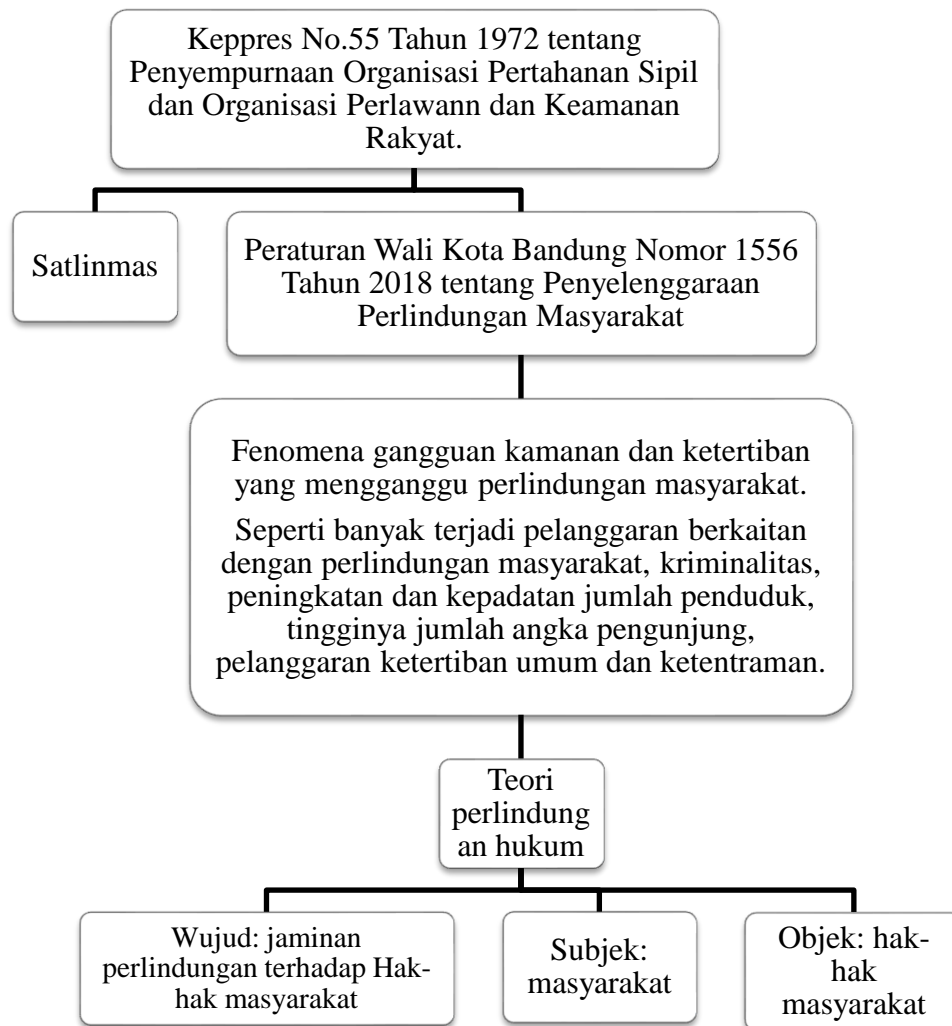 Keppres No.55 Tahun 1972 tentang
Penyempurnaan Organisasi Pertahanan Sipil
dan Organisasi Perlawann dan Keamanan
Rakyat.
Satlinmas
Peraturan Wali Kota Bandung Nomor 1556
Tahun 2018 tentang Penyelenggaraan
Perlindungan Masyarakat
Fenomena gangguan kamanan dan ketertiban
yang mengganggu perlindungan masyarakat.
Seperti banyak terjadi pelanggaran berkaitan
dengan perlindungan masyarakat, kriminalitas,
peningkatan dan kepadatan jumlah penduduk,
tingginya jumlah angka pengunjung,
pelanggaran ketertiban umum dan ketentraman.
Teori
perlindung
an hukum
Wujud: jaminan
perlindungan terhadap Hak-
hak masyarakat
Subjek:
masyarakat
Objek: hak-
hak
masyarakat